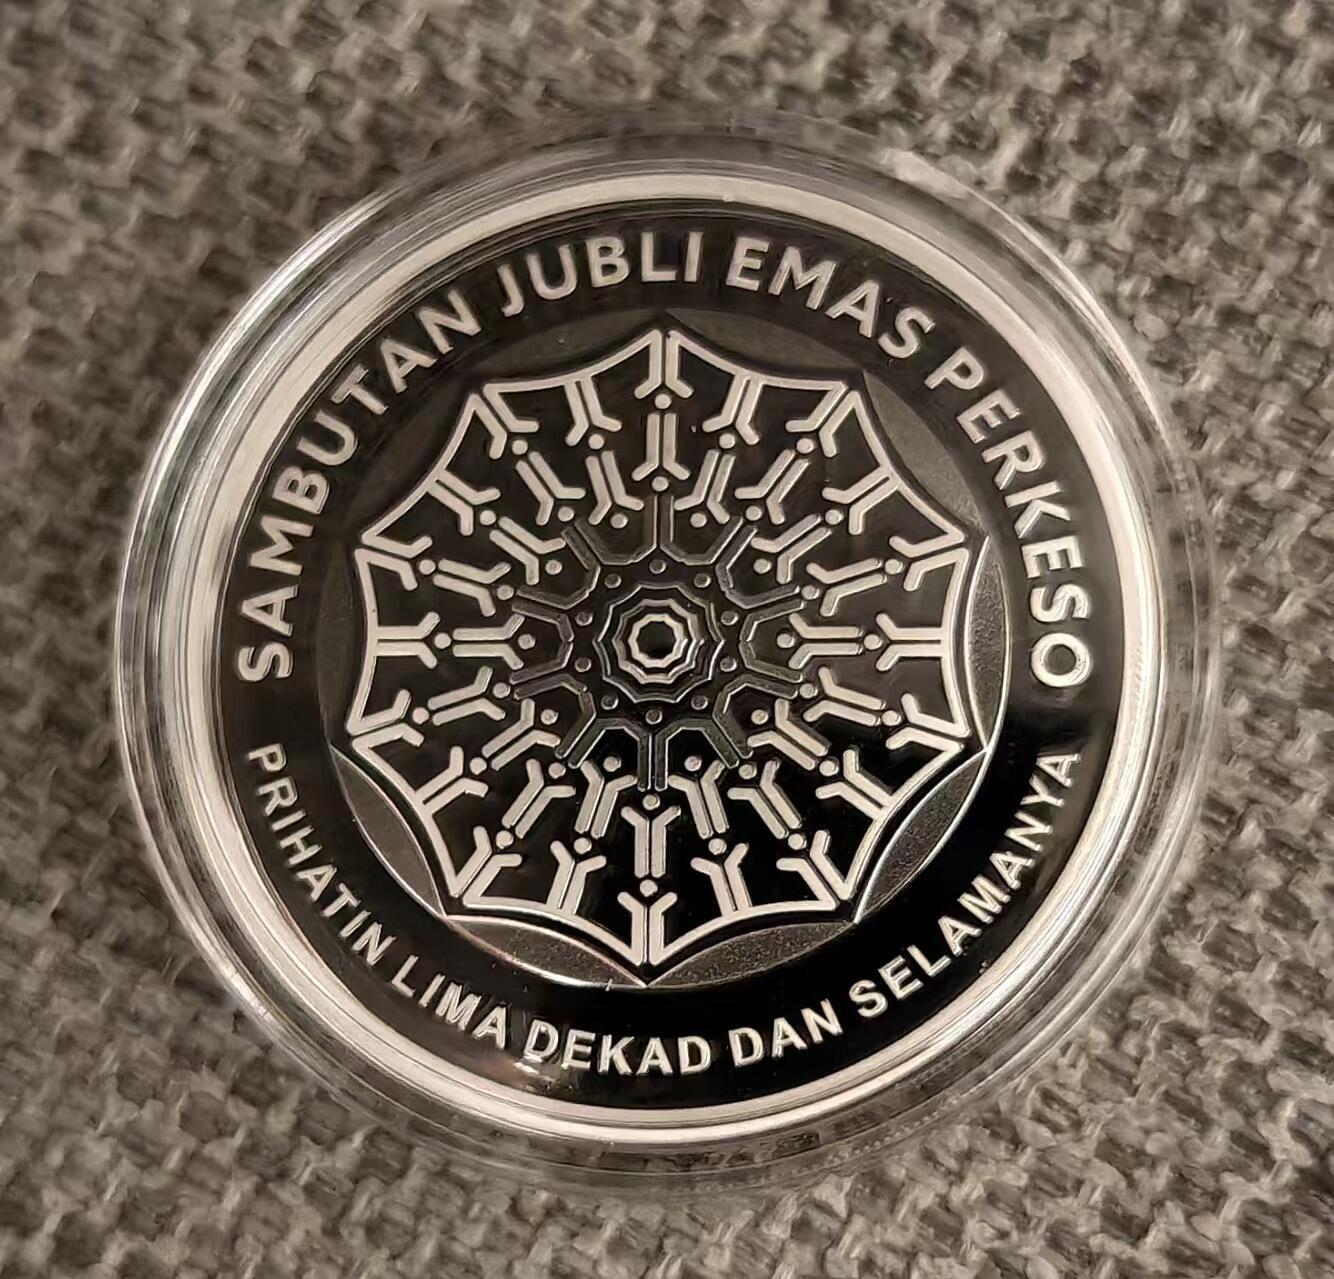 SAMBUTAN JUBLI EMAS PERKESO
PRIHATIN LIMA DEKAD DAN SELAMANYA